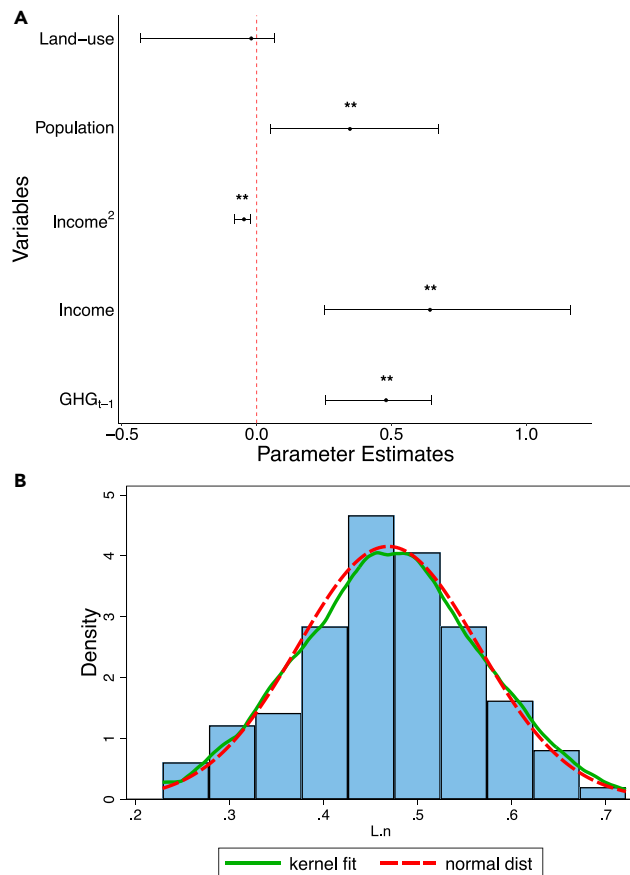 A
Land-use
Population
**
Income²
**
Variables
Income
**
GHGt-1
**
-0.5 0.0 0.5 1.0
Parameter Estimates
B
Density
5
4
3
2
1
0
.2 .3 .4 .5 .6 .7
L.n
kernel fit normal dist